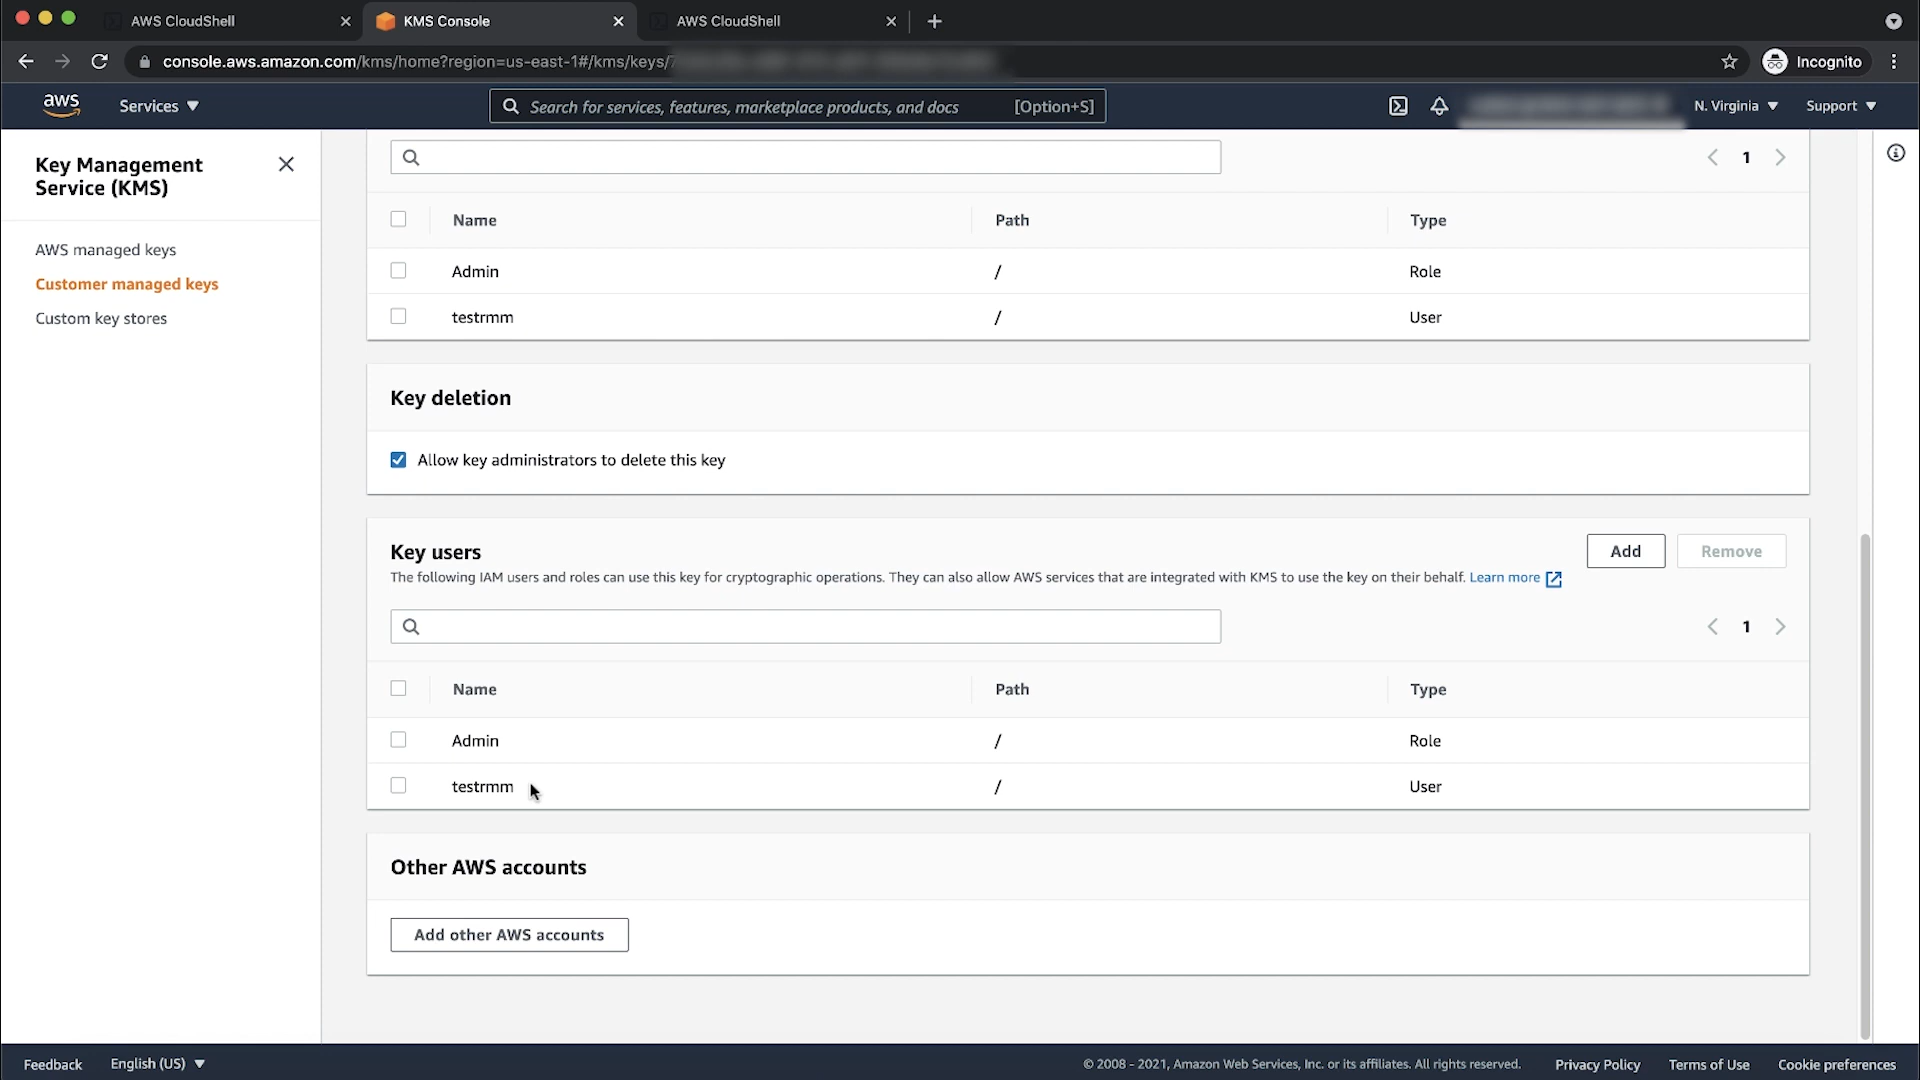 AWS CloudShell
KMS Console
AWS CloudShell
console.aws.amazon.com/kms/home?region=us-east-1#/kms/keys/
Incognito
aws
Services
Search for services, features, marketplace products, and docs
[Option+S]
N. Virginia
Support
Key Management
Service (KMS)
AWS managed keys
Customer managed keys
Custom key stores
1
Name Path Type
Admin / Role
testrmm / User
Key deletion
Allow key administrators to delete this key
Key users
Add
Remove
The following IAM users and roles can use this key for cryptographic operations. They can also allow AWS services that are integrated with KMS to use the key on their behalf. Learn more
1
Name Path Type
Admin / Role
testrmm / User
Other AWS accounts
Add other AWS accounts
Feedback
English (US)
© 2008 - 2021, Amazon Web Services, Inc. or its affiliates. All rights reserved.
Privacy Policy
Terms of Use
Cookie preferences